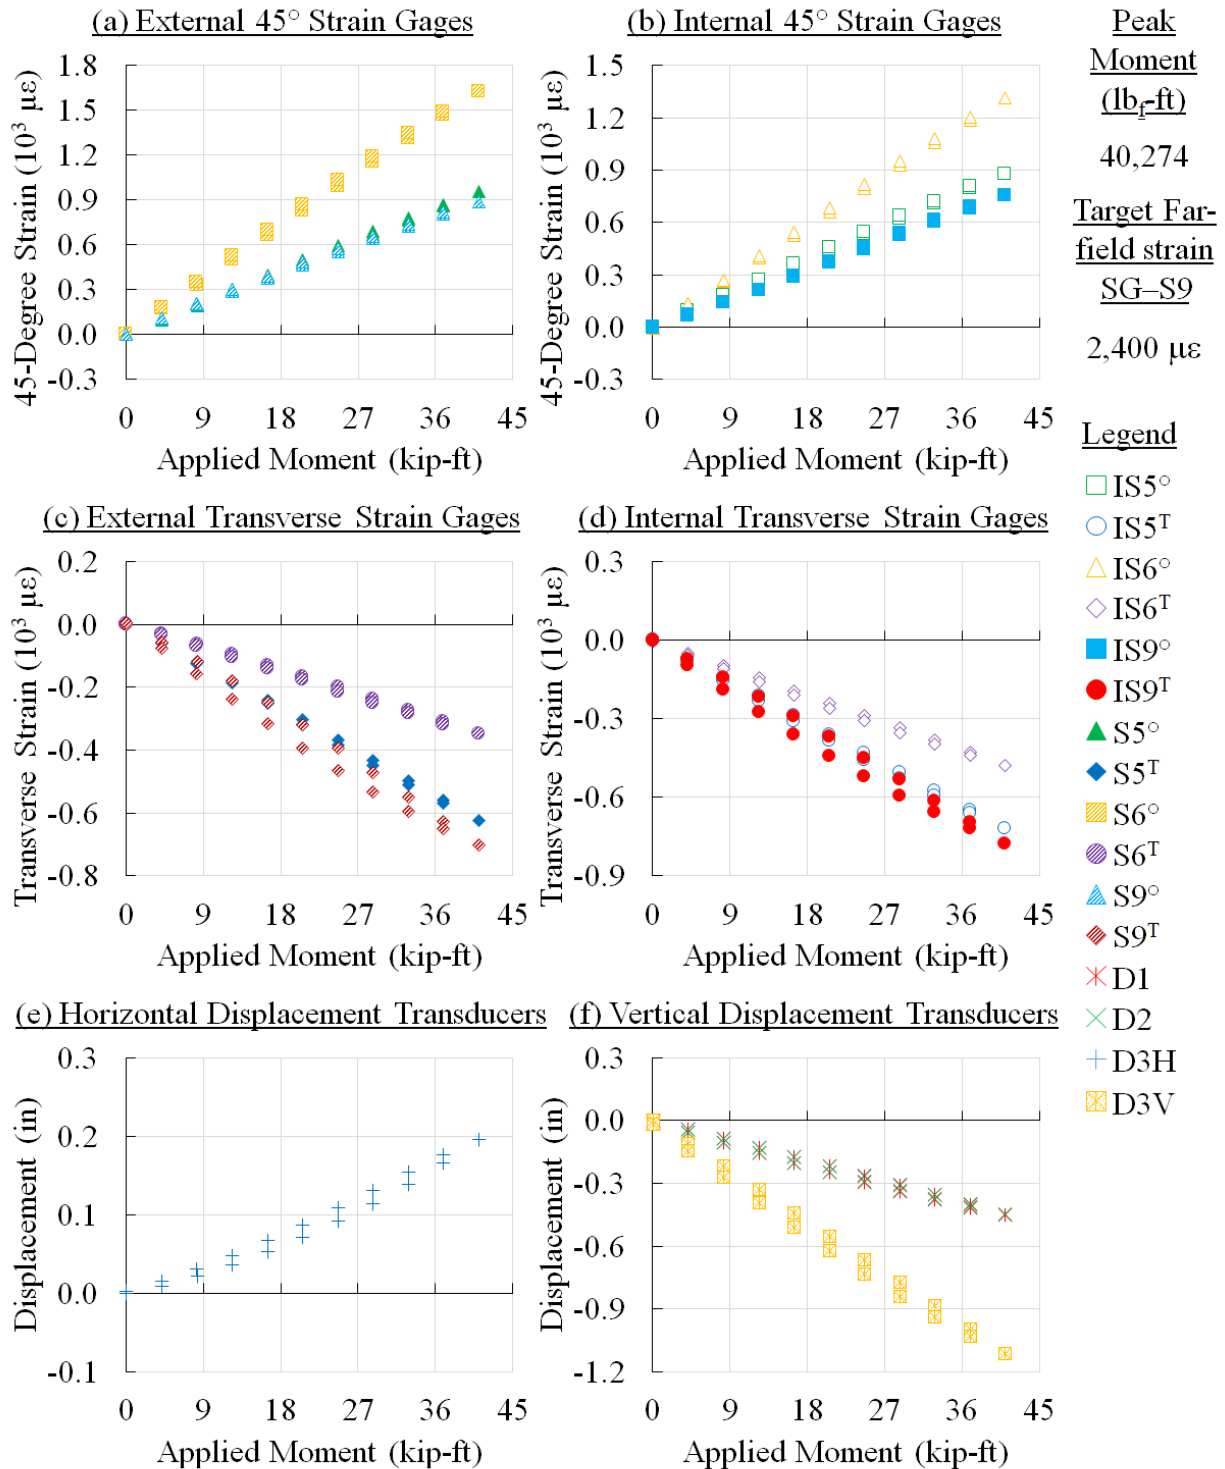 (a) External 45° Strain Gages
1.8
1.5
1.2
0.9
0.6
0.3
0.0
-0.3
45-Degree Strain (10³ με)
0 9 18 27 36 45
Applied Moment (kip-ft)
(b) Internal 45° Strain Gages
1.5
1.2
0.9
0.6
0.3
0.0
-0.3
45-Degree Strain (10³ με)
0 9 18 27 36 45
Applied Moment (kip-ft)
Peak
Moment
(lbf-ft)
40,274
Target Far-
field strain
SG–S9
2,400 με
(c) External Transverse Strain Gages
0.2
0.0
-0.2
-0.4
-0.6
-0.8
Transverse Strain (10³ με)
0 9 18 27 36 45
Applied Moment (kip-ft)
(d) Internal Transverse Strain Gages
0.3
0.0
-0.3
-0.6
-0.9
Transverse Strain (10³ με)
0 9 18 27 36 45
Applied Moment (kip-ft)
(e) Horizontal Displacement Transducers
0.3
0.2
0.1
0.0
-0.1
Displacement (in)
0 9 18 27 36 45
Applied Moment (kip-ft)
(f) Vertical Displacement Transducers
0.3
0.0
-0.3
-0.6
-0.9
-1.2
Displacement (in)
0 9 18 27 36 45
Applied Moment (kip-ft)
Legend
IS5°
IS5ᵀ
IS6°
IS6ᵀ
IS9°
IS9ᵀ
S5°
S5ᵀ
S6°
S6ᵀ
S9°
S9ᵀ
D1
D2
D3H
D3V